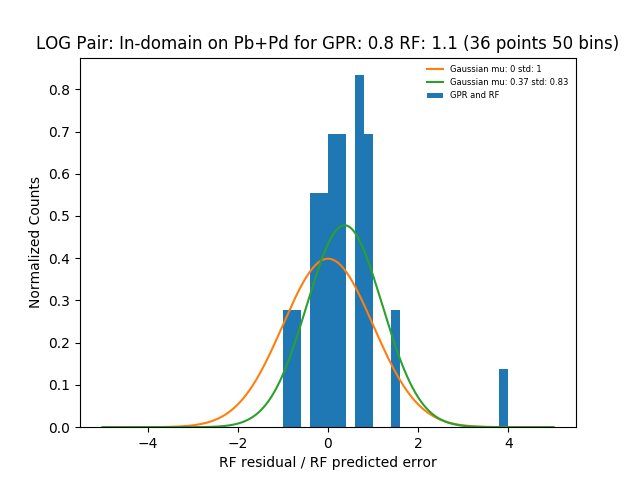 LOG Pair: In-domain on Pb+Pd for GPR: 0.8 RF: 1.1 (36 points 50 bins)
Gaussian mu: 0 std: 1
Gaussian mu: 0.37 std: 0.83
GPR and RF
Normalized Counts
0.8
0.7
0.6
0.5
0.4
0.3
0.2
0.1
0.0
−4
−2
0
2
4
RF residual / RF predicted error